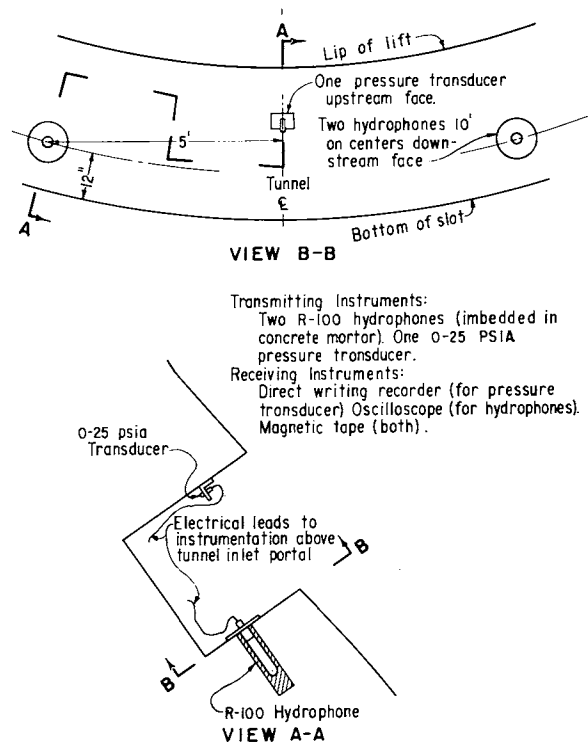 A
Lip of lift
One pressure transducer
upstream face.
Two hydrophones 10'
on centers down-
stream face
5'
12"
Tunnel
℄
A
Bottom of slot
VIEW B-B
Transmitting Instruments:
Two R-100 hydrophones (imbedded in
concrete mortor). One 0-25 PSIA
pressure transducer.
Receiving Instruments:
Direct writing recorder (for pressure
transducer) Oscilloscope (for hydrophones).
Magnetic tape (both).
0-25 psia
Transducer
Electrical leads to
instrumentation above
tunnel inlet portal
B
B
R-100 Hydrophone
VIEW A-A